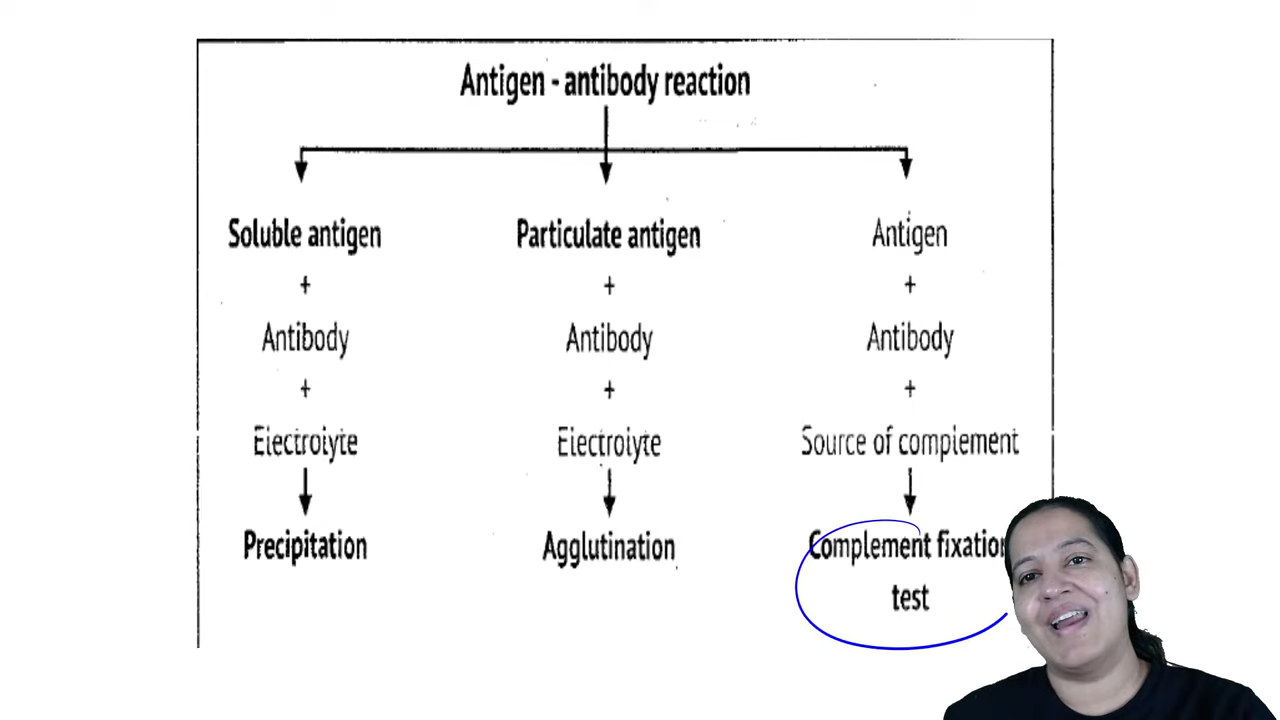 Antigen - antibody reaction
Soluble antigen
+
Antibody
+
Electrolyte
Precipitation
Particulate antigen
+
Antibody
+
Electrolyte
Agglutination
Antigen
+
Antibody
+
Source of complement
Complement fixation
test